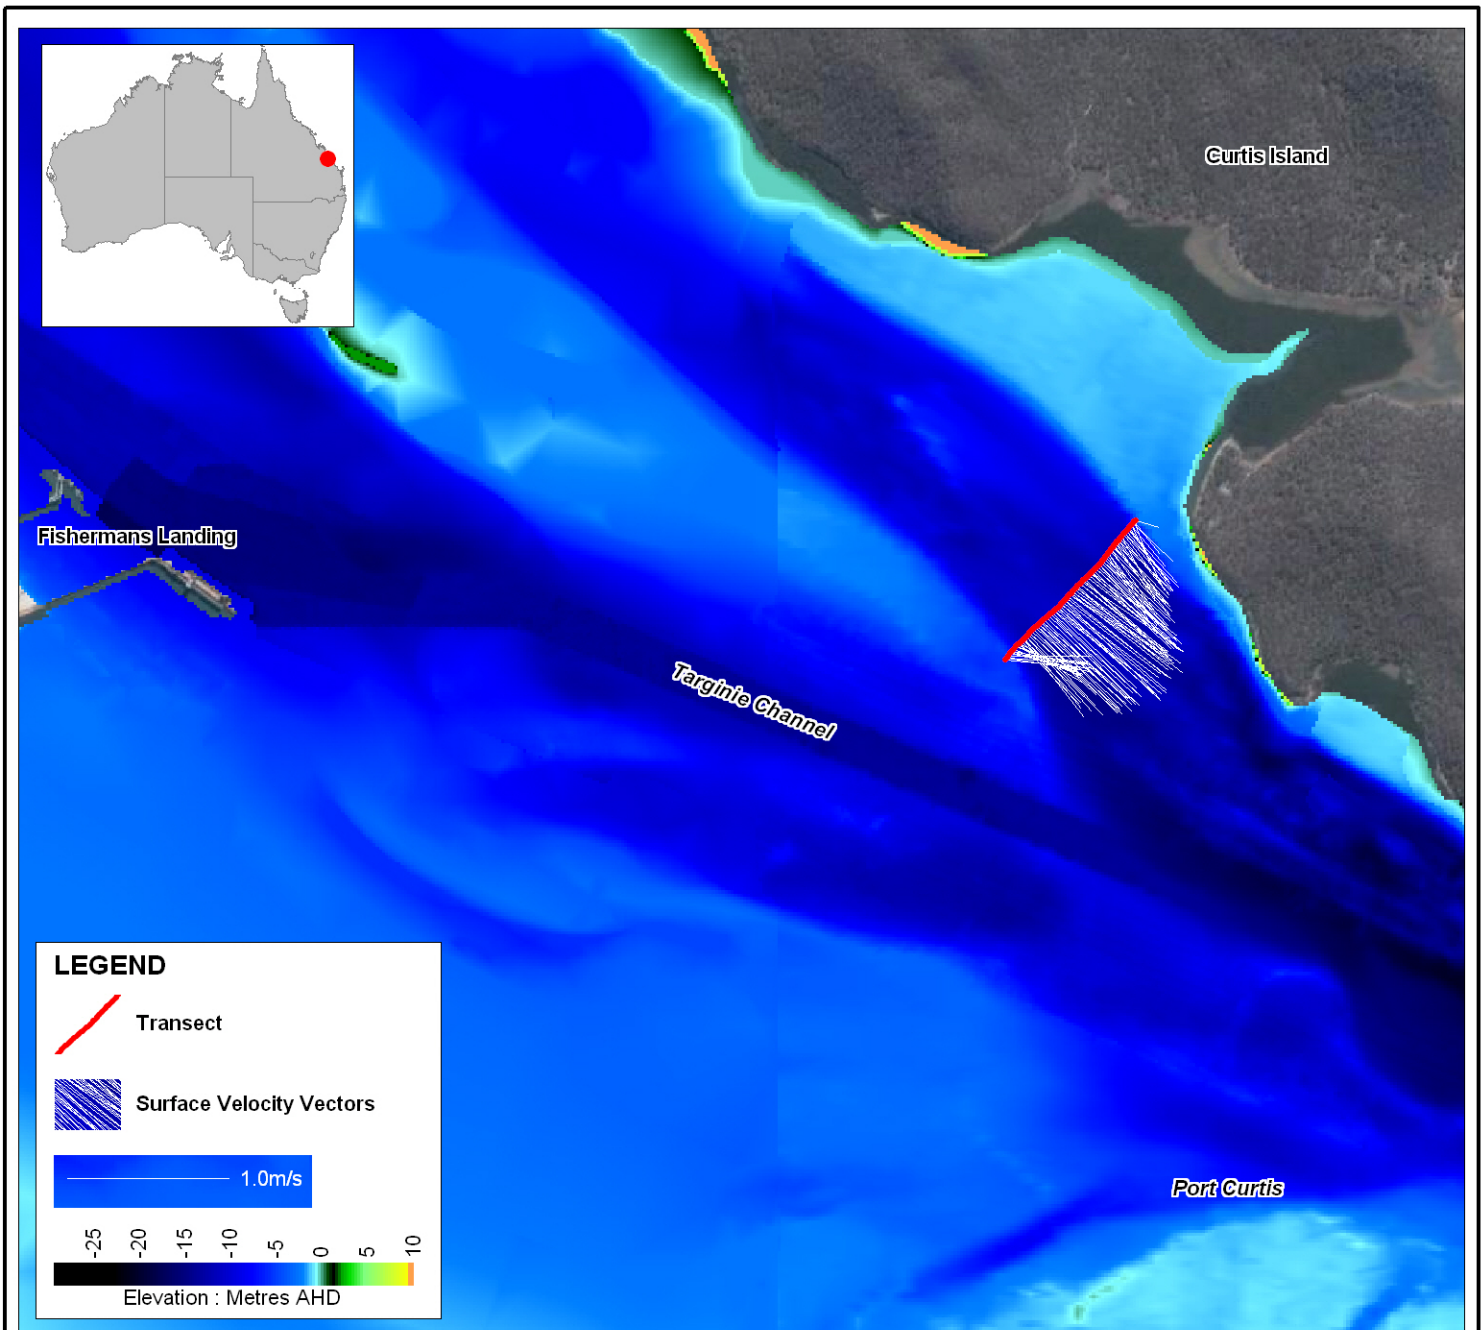 Curtis Island
Fishermans Landing
Targinie Channel
LEGEND
Transect
Surface Velocity Vectors
1.0m/s
-25 -20 -15 -10 -5 0 5 10
Elevation : Metres AHD
Port Curtis